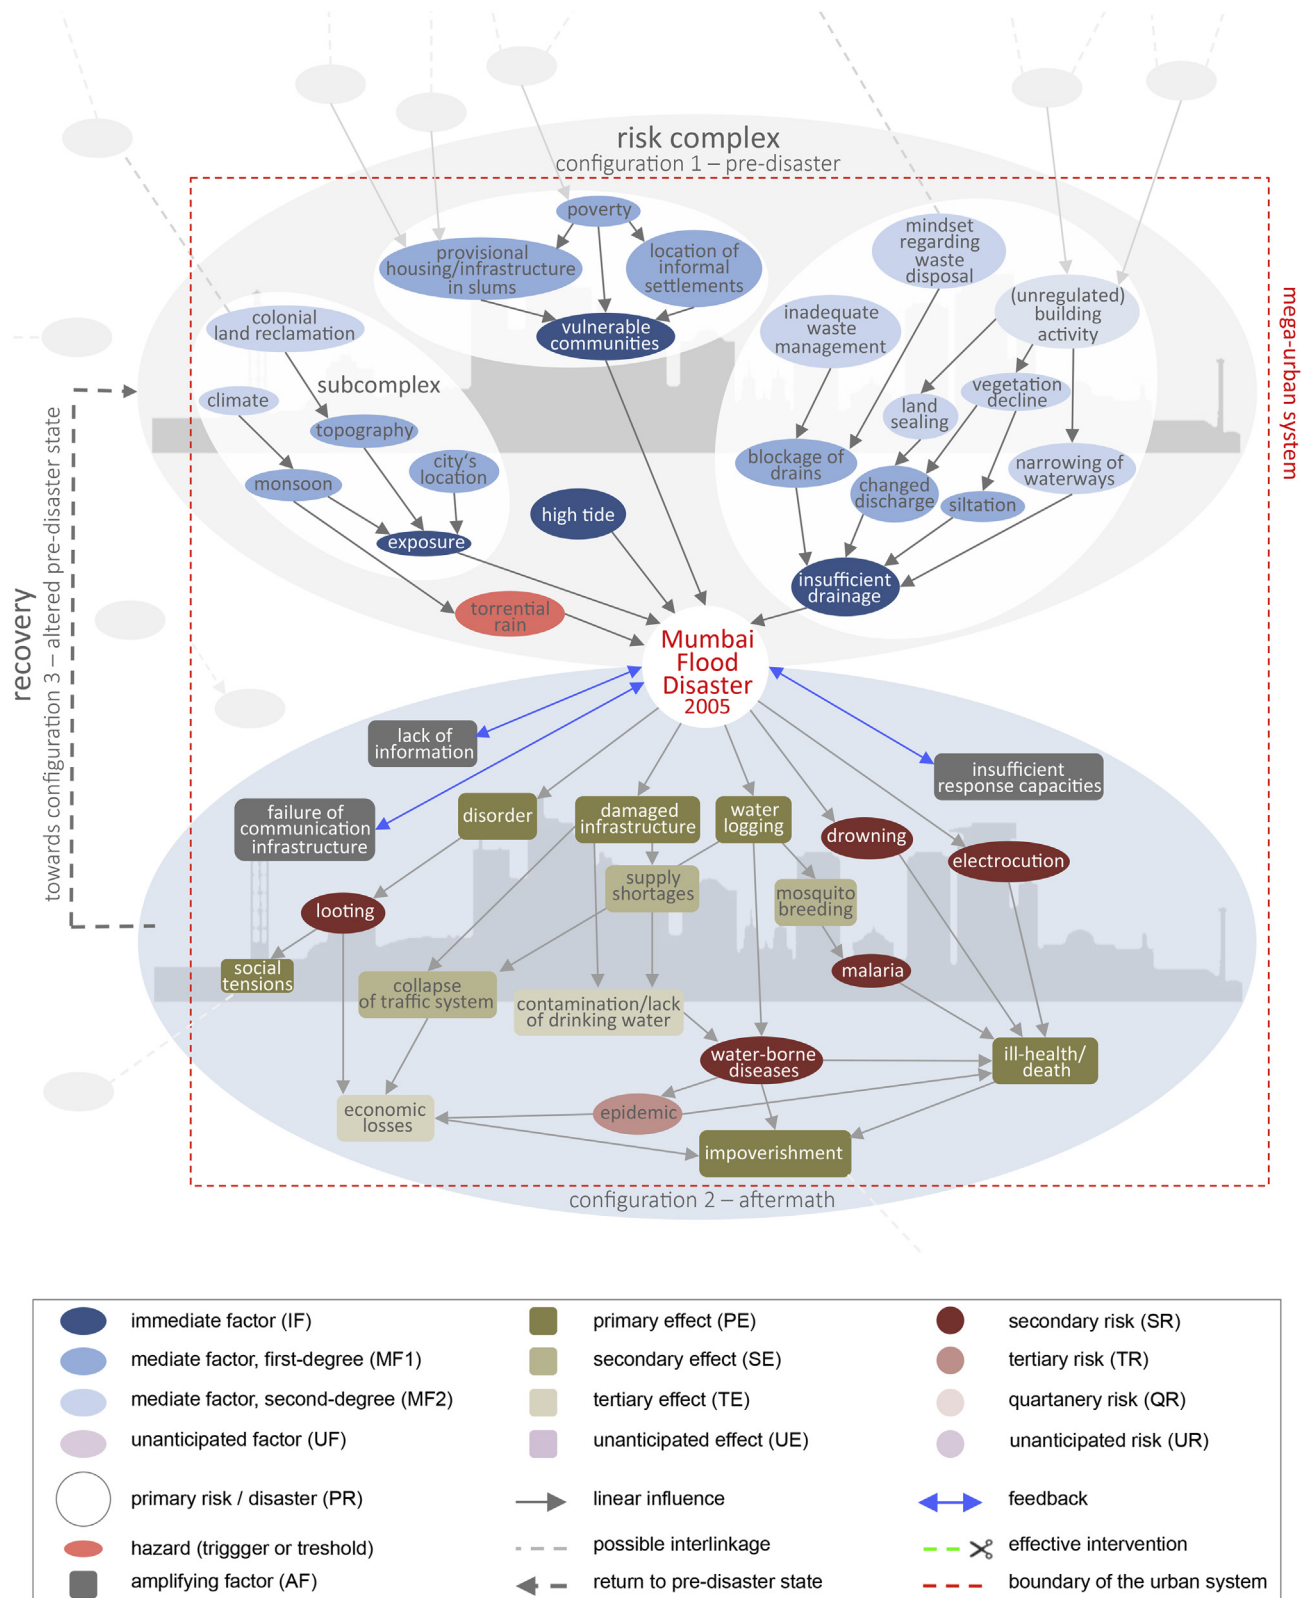 risk complex
configuration 1 – pre-disaster
poverty
provisional
housing/infrastructure
in slums
location of
informal
settlements
vulnerable
communities
mindset
regarding
waste
disposal
inadequate
waste
management
(unregulated)
building
activity
colonial
land reclamation
subcomplex
climate
topography
monsoon
city's
location
exposure
high tide
torrential
rain
blockage of
drains
land
sealing
vegetation
decline
changed
discharge
siltation
narrowing of
waterways
insufficient
drainage
mega-urban system
recovery
towards configuration 3 – altered pre-disaster state
Mumbai
Flood
Disaster
2005
lack of
information
failure of
communication
infrastructure
insufficient
response capacities
disorder
damaged
infrastructure
water
logging
drowning
electrocution
supply
shortages
mosquito
breeding
looting
social
tensions
collapse
of traffic system
contamination/lack
of drinking water
malaria
water-borne
diseases
ill-health/
death
economic
losses
epidemic
impoverishment
configuration 2 – aftermath
immediate factor (IF)
mediate factor, first-degree (MF1)
mediate factor, second-degree (MF2)
unanticipated factor (UF)
primary risk / disaster (PR)
hazard (triggger or treshold)
amplifying factor (AF)
primary effect (PE)
secondary effect (SE)
tertiary effect (TE)
unanticipated effect (UE)
linear influence
possible interlinkage
return to pre-disaster state
secondary risk (SR)
tertiary risk (TR)
quartanery risk (QR)
unanticipated risk (UR)
feedback
effective intervention
boundary of the urban system